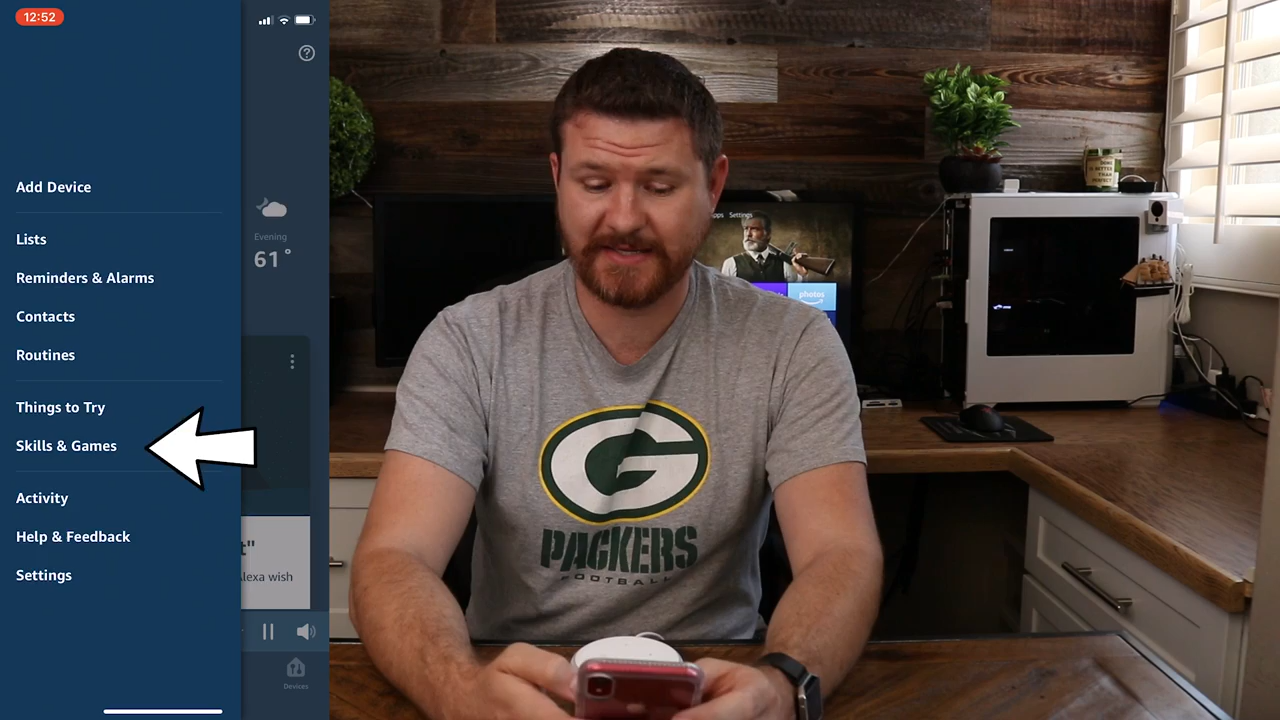 12:52
Add Device
Lists
Reminders & Alarms
Contacts
Routines
Things to Try
Skills & Games
Activity
Help & Feedback
Settings
Evening
61°
t"
Alexa wish
Devices
Settings
photos
G
PACKERS
FOOTBALL